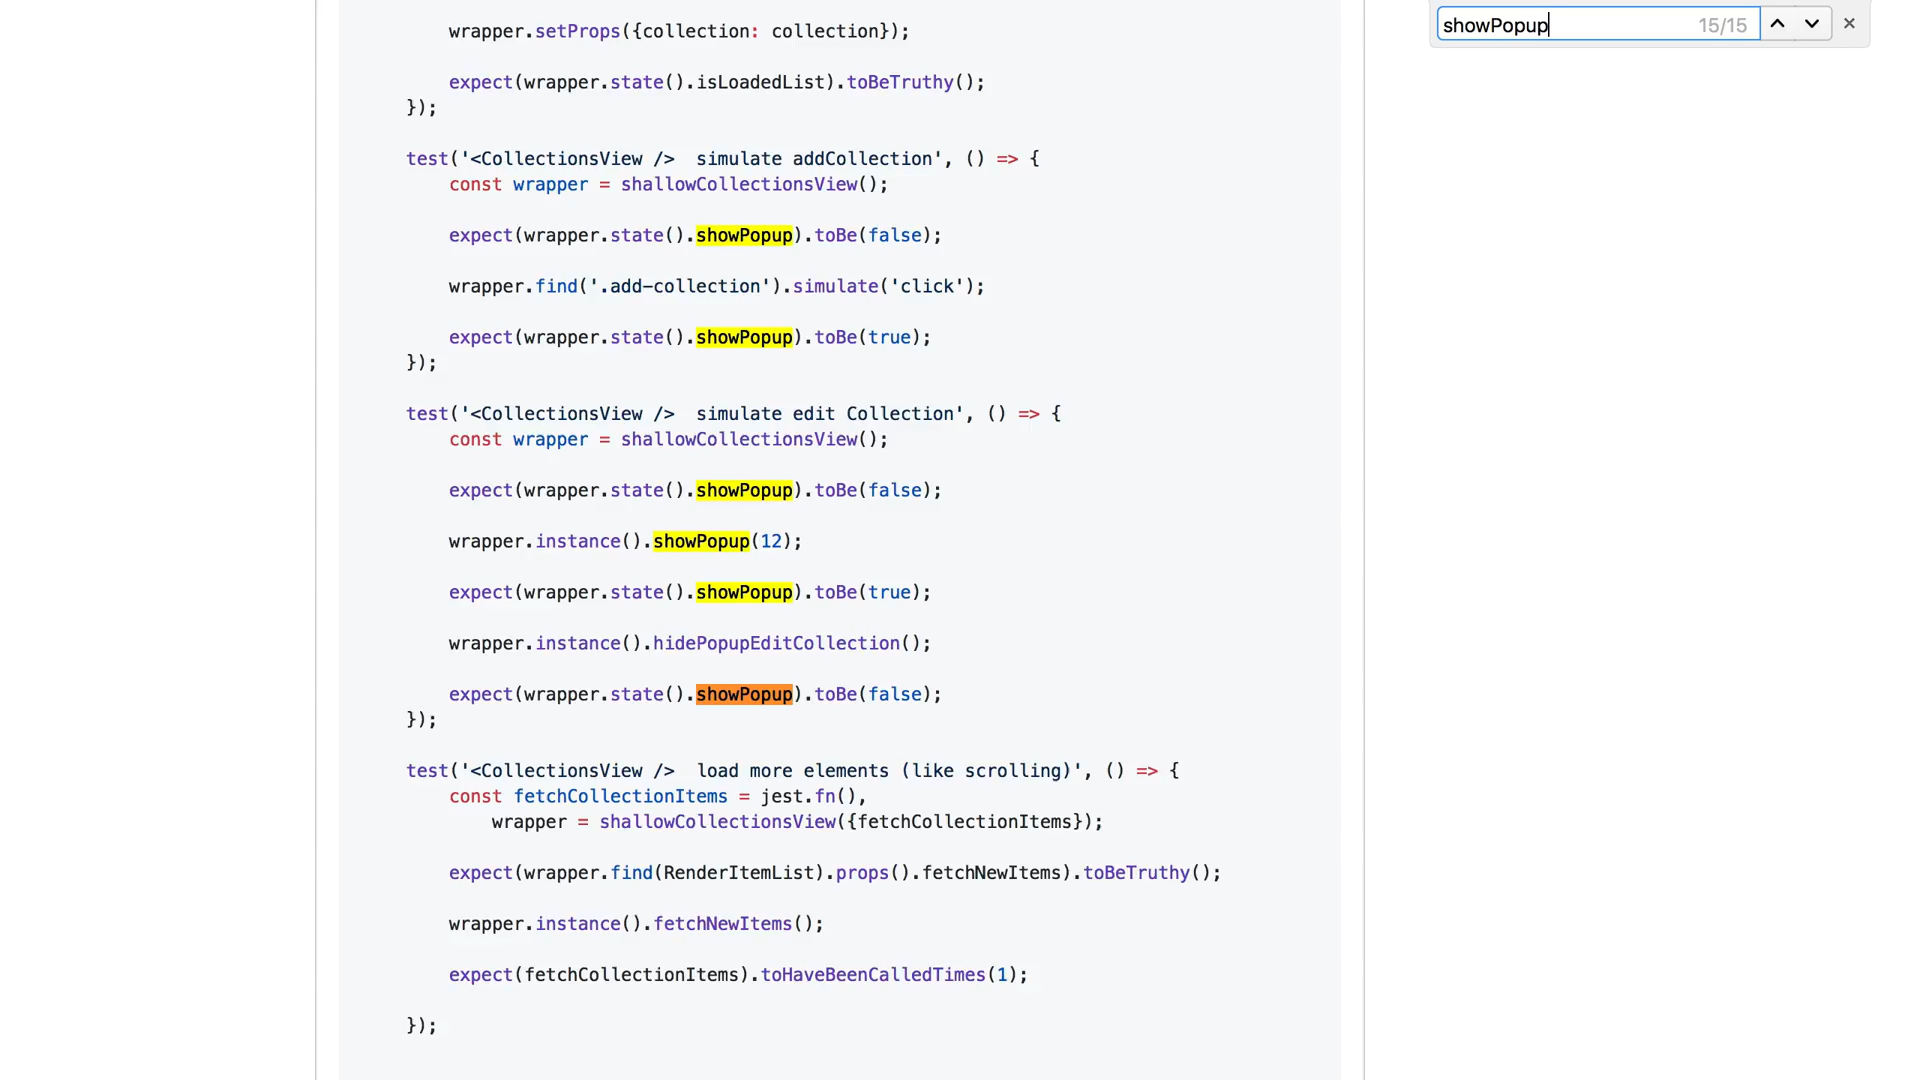 wrapper.setProps({collection: collection});
expect(wrapper.state().isLoadedList).toBeTruthy();
});
test('<CollectionsView />  simulate addCollection', () => {
const wrapper = shallowCollectionsView();
expect(wrapper.state().showPopup).toBe(false);
wrapper.find('.add-collection').simulate('click');
expect(wrapper.state().showPopup).toBe(true);
});
test('<CollectionsView />  simulate edit Collection', () => {
const wrapper = shallowCollectionsView();
expect(wrapper.state().showPopup).toBe(false);
wrapper.instance().showPopup(12);
expect(wrapper.state().showPopup).toBe(true);
wrapper.instance().hidePopupEditCollection();
expect(wrapper.state().showPopup).toBe(false);
});
test('<CollectionsView />  load more elements (like scrolling)', () => {
const fetchCollectionItems = jest.fn(),
wrapper = shallowCollectionsView({fetchCollectionItems});
expect(wrapper.find(RenderItemList).props().fetchNewItems).toBeTruthy();
wrapper.instance().fetchNewItems();
expect(fetchCollectionItems).toHaveBeenCalledTimes(1);
});
showPopup 15/15